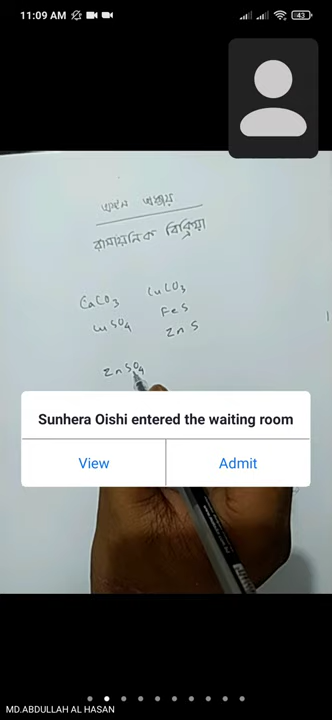 11:09 AM
43
অধ্যায়
রাসায়নিক বিক্রিয়া
CaCO3 CuCO3
CuSO4 FeS
ZnS
ZnSO4
Sunhera Oishi entered the waiting room
View Admit
MD.ABDULLAH AL HASAN